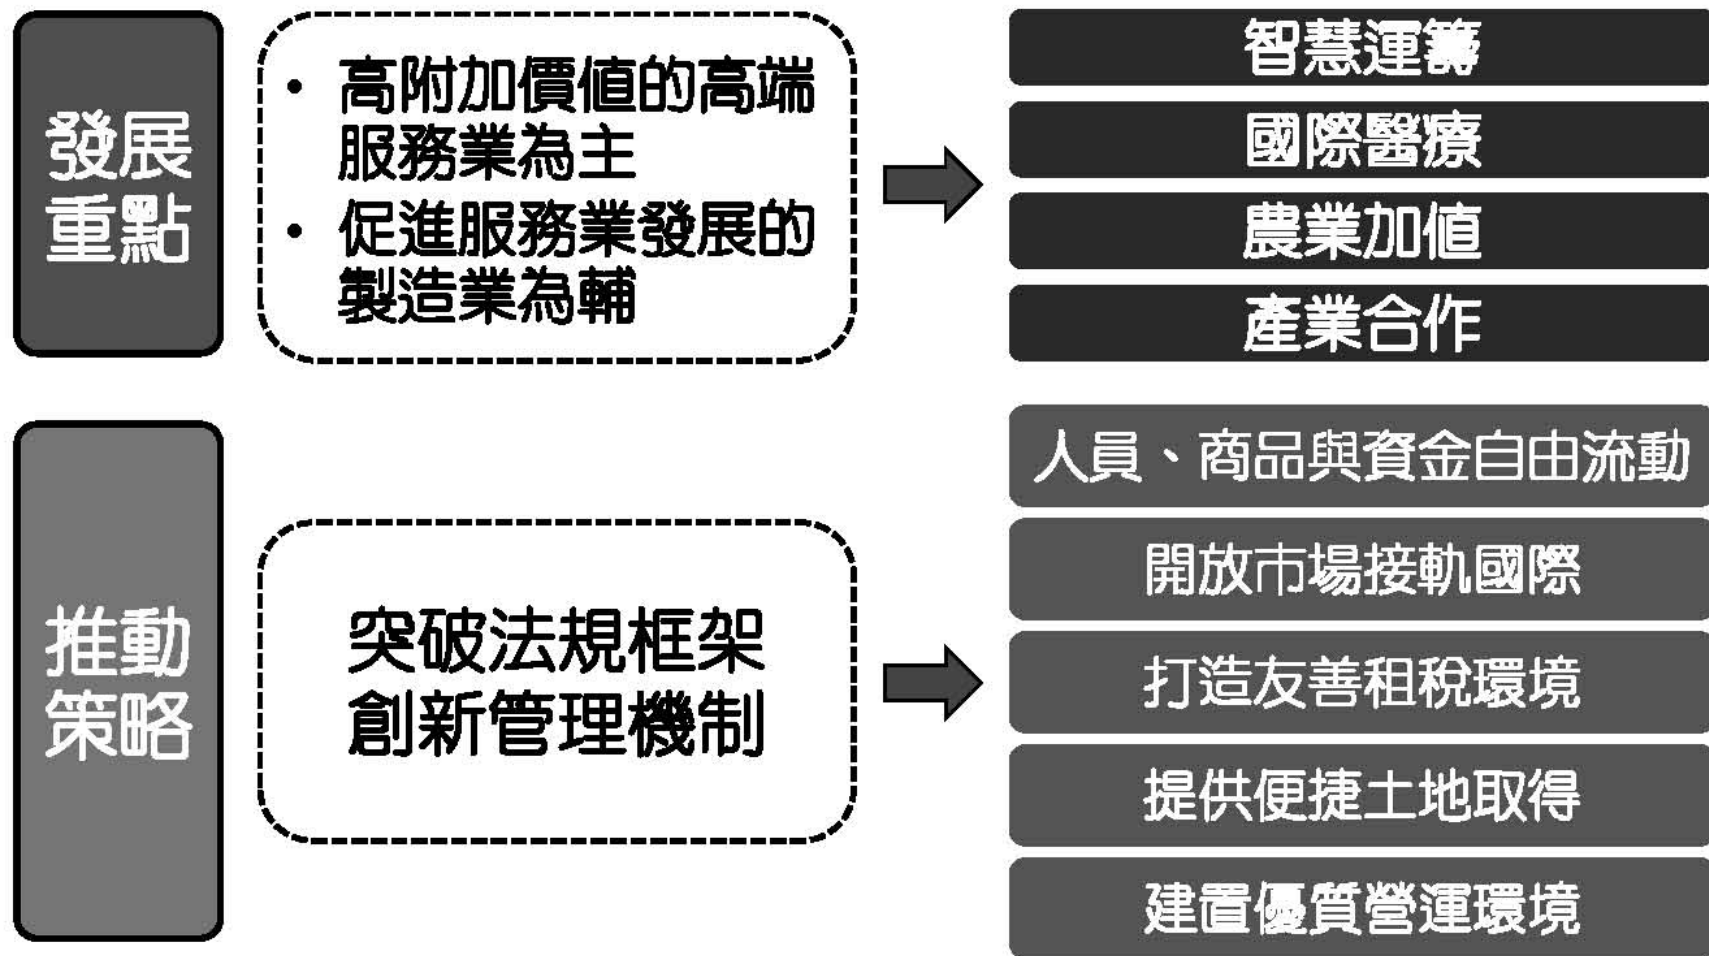 發展
重點
• 高附加價值的高端
服務業為主
• 促進服務業發展的
製造業為輔
智慧運籌
國際醫療
農業加值
產業合作
推動
策略
突破法規框架
創新管理機制
人員、商品與資金自由流動
開放市場接軌國際
打造友善租稅環境
提供便捷土地取得
建置優質營運環境